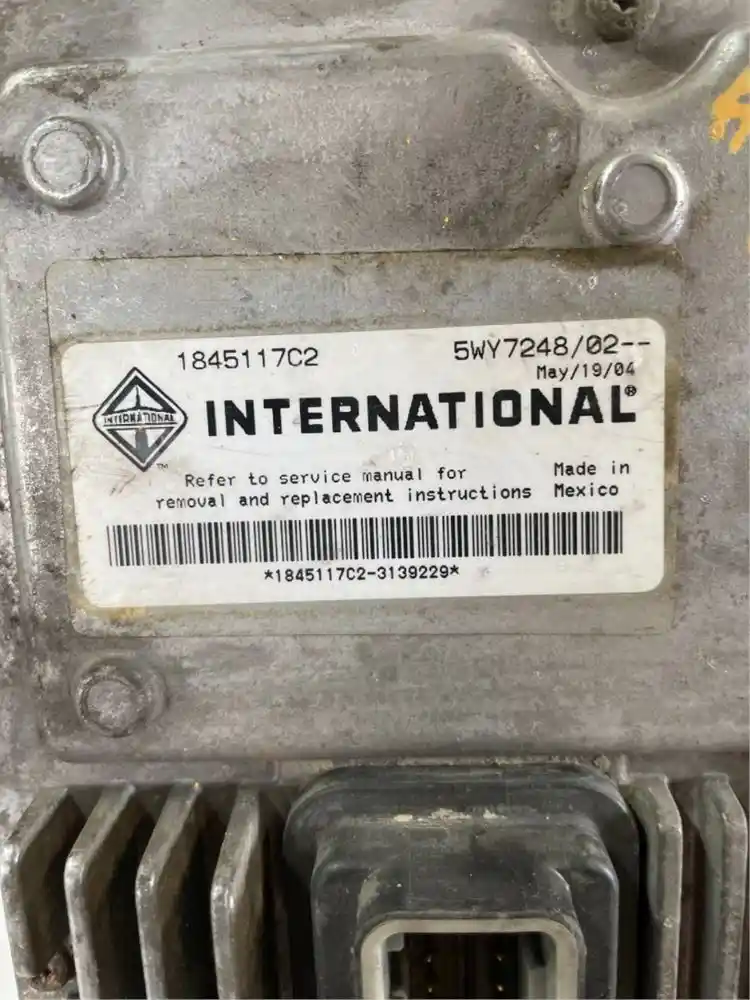 1845117C2
5WY7248/02--
May/19/04
INTERNATIONAL
INTERNATIONAL®
™
Refer to service manual for
removal and replacement instructions
Made in
Mexico
*1845117C2-3139229*